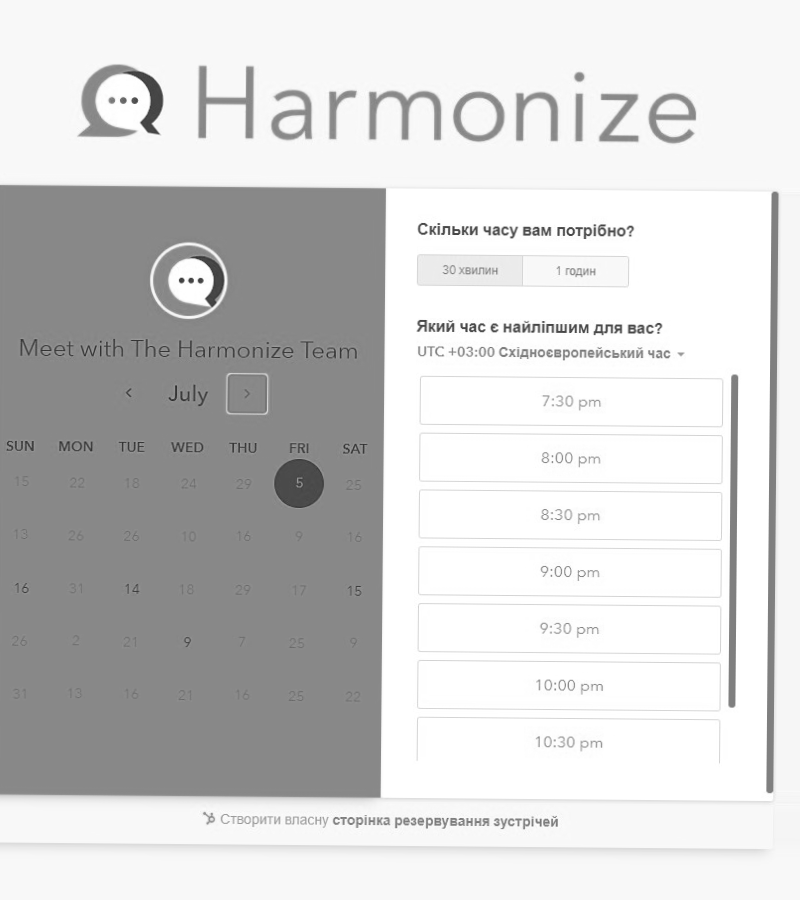 Harmonize
Meet with The Harmonize Team
July
SUN MON TUE WED THU FRI SAT
15 22 18 24 29 5 25
13 26 26 10 16 9 16
16 31 14 18 29 17 15
26 2 21 9 7 25 9
31 13 16 21 16 25 22
Скільки часу вам потрібно?
30 хвилин 1 годин
Який час є найліпшим для вас?
UTC +03:00 Східноєвропейський час
7:30 pm
8:00 pm
8:30 pm
9:00 pm
9:30 pm
10:00 pm
10:30 pm
Створити власну сторінка резервування зустрічей